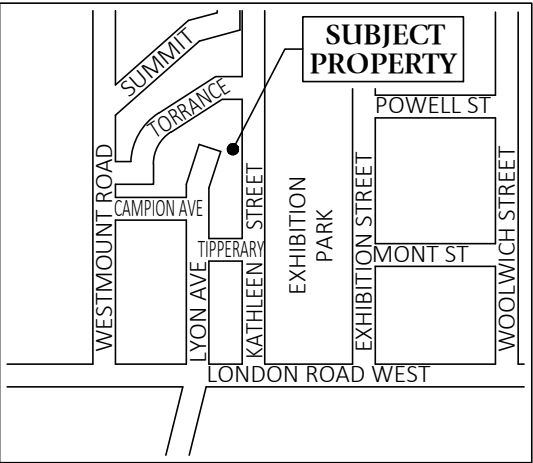 SUBJECT
PROPERTY
SUMMIT
TORRANCE
POWELL ST
WESTMOUNT ROAD
CAMPION AVE
LYON AVE
TIPPERARY
KATHLEEN STREET
EXHIBITION
PARK
EXHIBITION STREET
MONT ST
WOOLWICH STREET
LONDON ROAD WEST